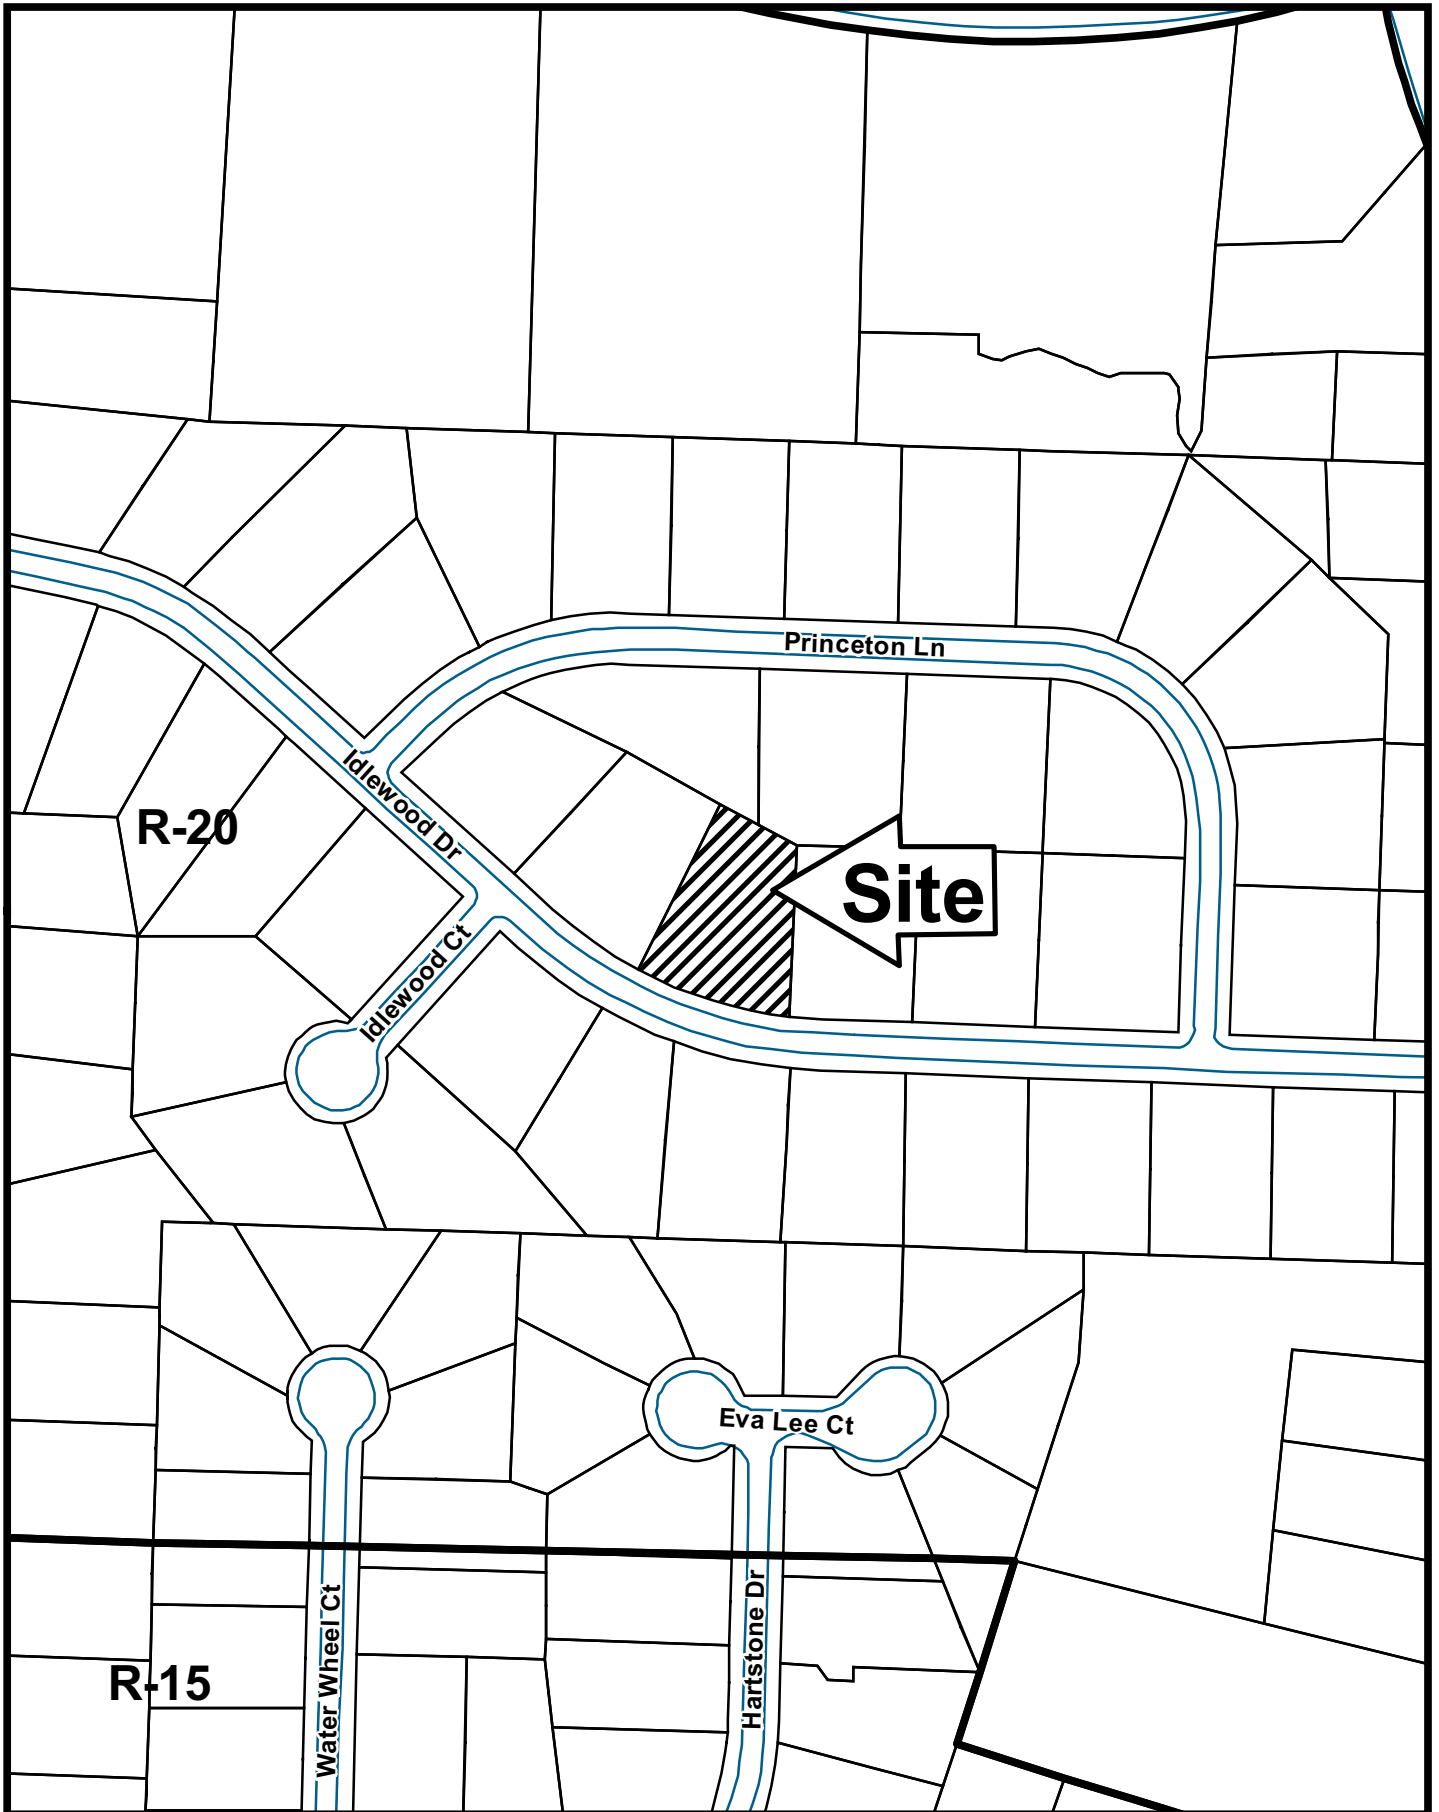 Princeton Ln
Idlewood Dr
R-20
Site
Idlewood Ct
Eva Lee Ct
Water Wheel Ct
Hartstone Dr
R-15